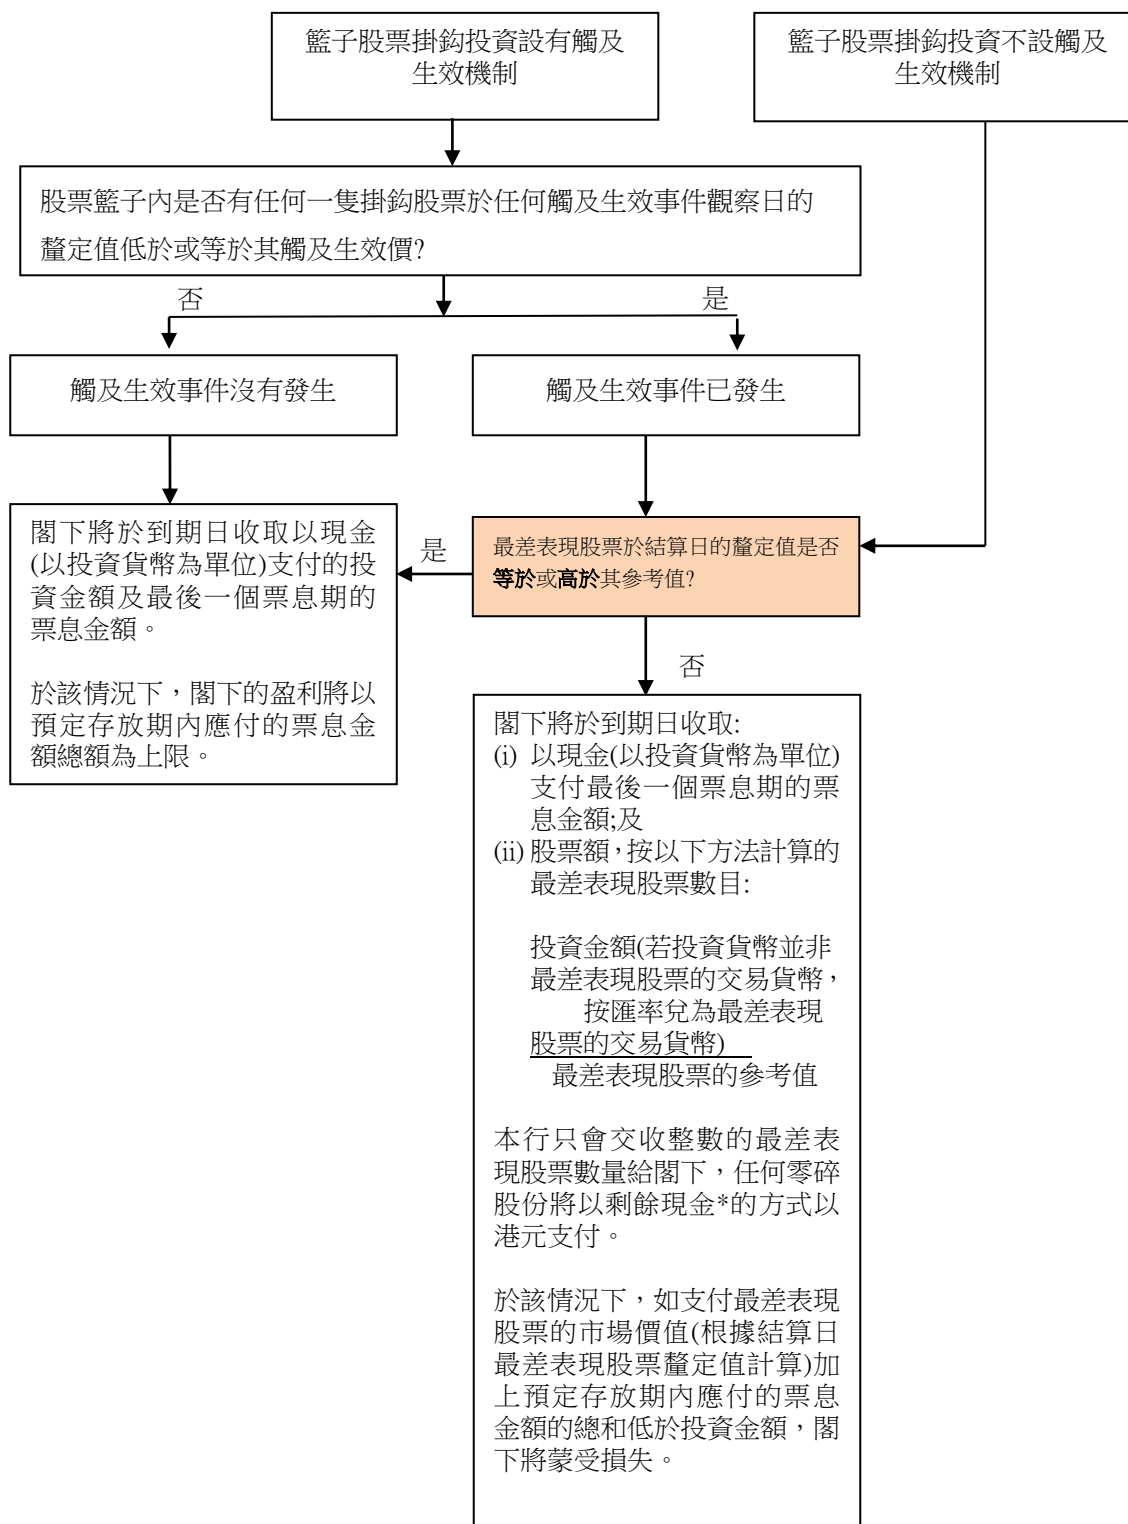 籃子股票掛鈎投資設有觸及
生效機制
籃子股票掛鈎投資不設觸及
生效機制
股票籃子內是否有任何一隻掛鈎股票於任何觸及生效事件觀察日的
釐定值低於或等於其觸及生效價?
否
是
觸及生效事件沒有發生
觸及生效事件已發生
閣下將於到期日收取以現金
(以投資貨幣為單位)支付的投
資金額及最後一個票息期的
票息金額。
於該情況下，閣下的盈利將以
預定存放期內應付的票息金
額總額為上限。
是
最差表現股票於結算日的釐定值是否
等於或高於其參考值?
否
閣下將於到期日收取:
(i) 以現金(以投資貨幣為單位)
支付最後一個票息期的票
息金額;及
(ii) 股票額，按以下方法計算的
最差表現股票數目:
投資金額(若投資貨幣並非
最差表現股票的交易貨幣，
按匯率兌為最差表現
股票的交易貨幣)
最差表現股票的參考值
本行只會交收整數的最差表
現股票數量給閣下，任何零碎
股份將以剩餘現金*的方式以
港元支付。
於該情況下，如支付最差表現
股票的市場價值(根據結算日
最差表現股票釐定值計算)加
上預定存放期內應付的票息
金額的總和低於投資金額，閣
下將蒙受損失。